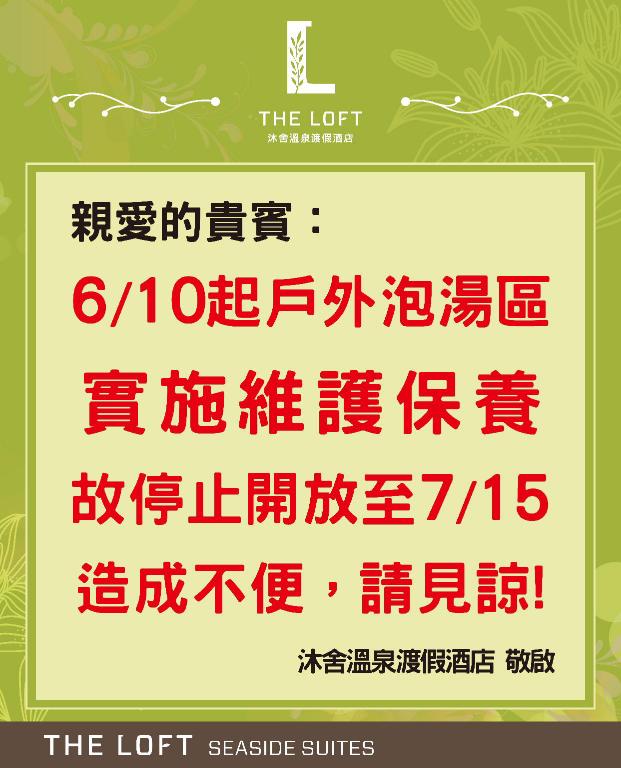 THE LOFT
沐舍溫泉渡假酒店
親愛的貴賓：
6/10起戶外泡湯區
實施維護保養
故停止開放至7/15
造成不便，請見諒!
沐舍溫泉渡假酒店 敬啟
THE LOFT SEASIDE SUITES